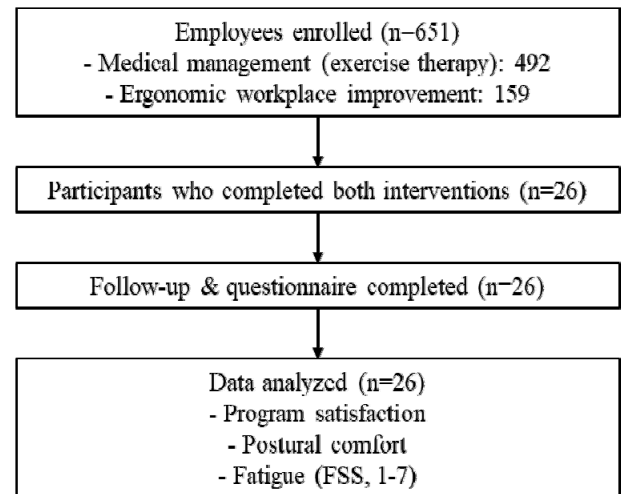 Employees enrolled (n=651)
- Medical management (exercise therapy): 492
- Ergonomic workplace improvement: 159
Participants who completed both interventions (n=26)
Follow-up & questionnaire completed (n=26)
Data analyzed (n=26)
- Program satisfaction
- Postural comfort
- Fatigue (FSS, 1-7)